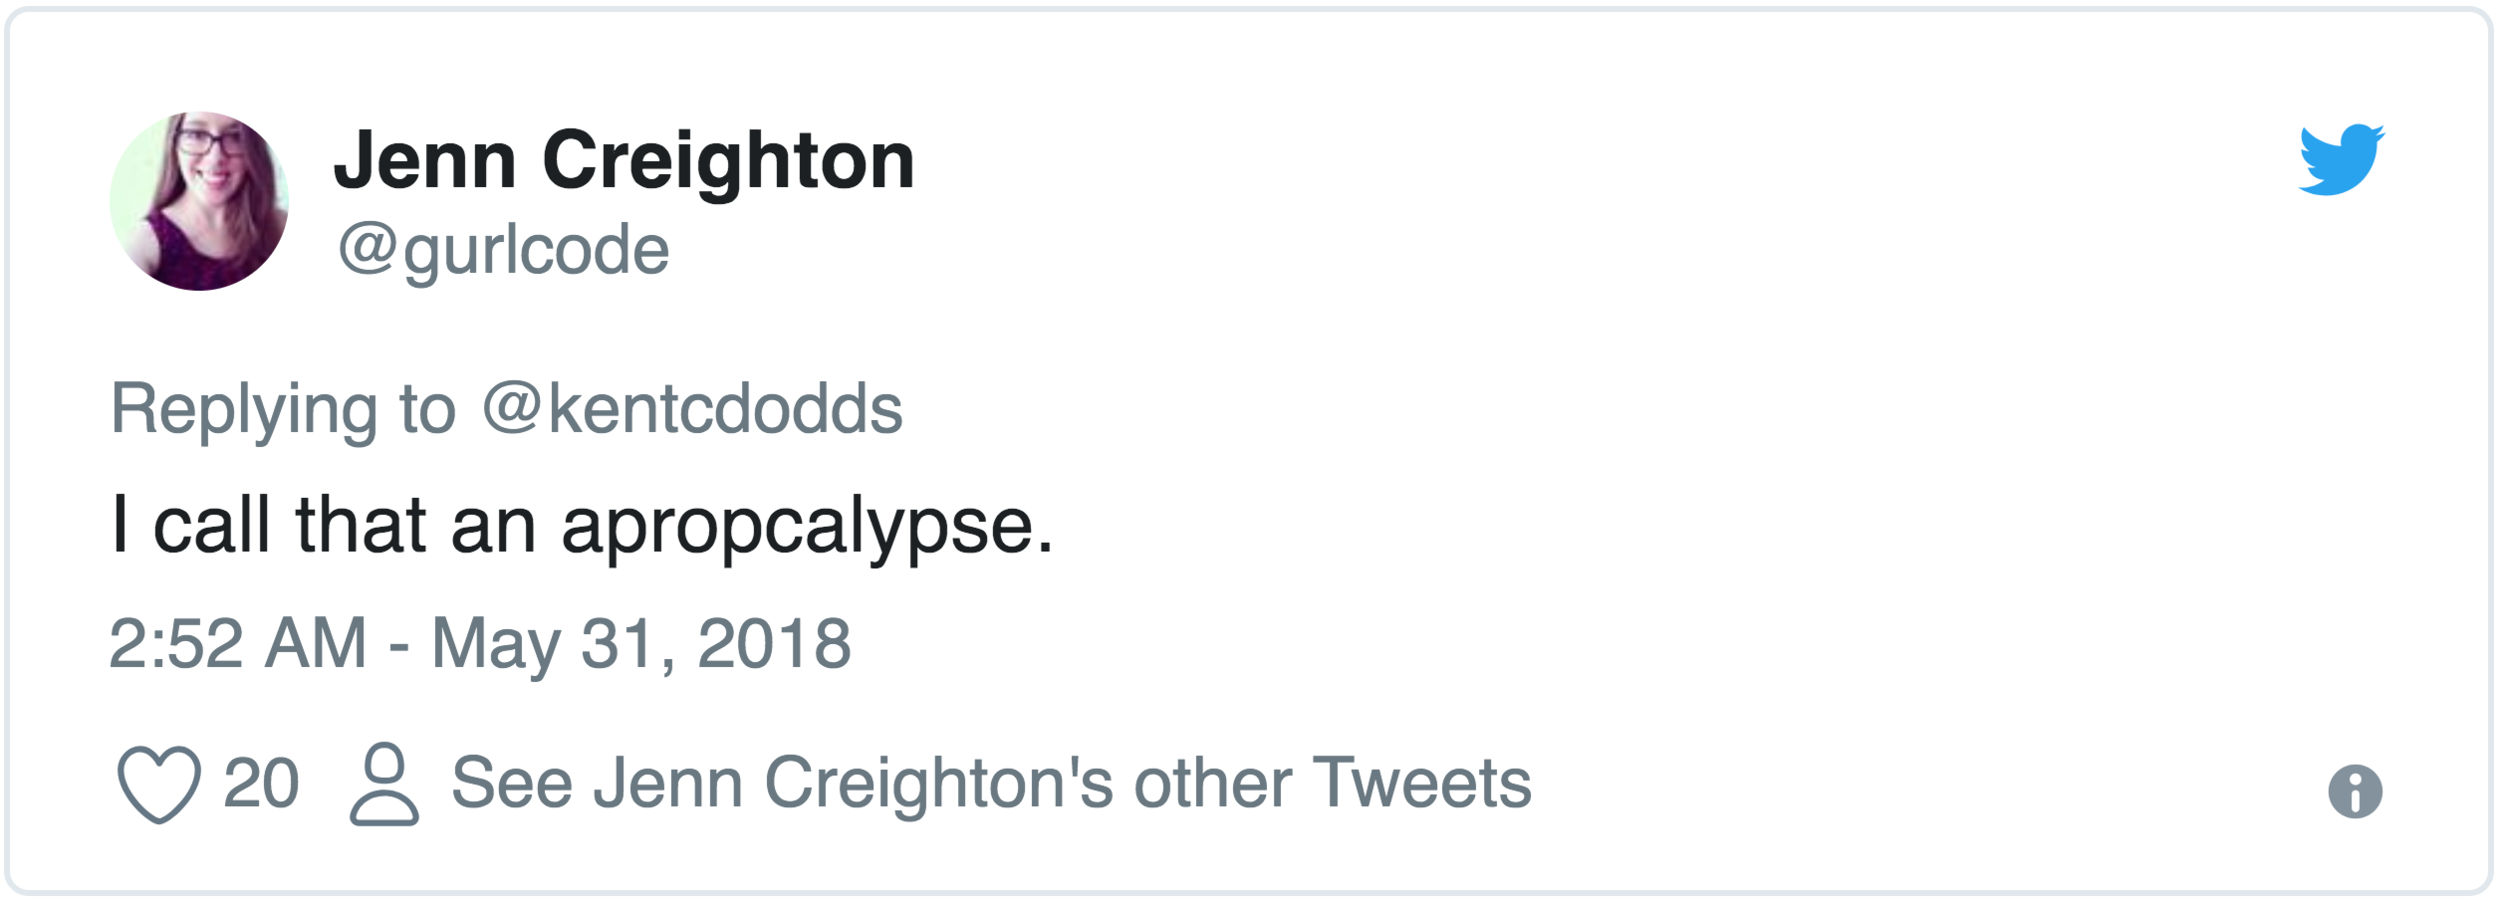 Jenn Creighton
@gurlcode
Replying to @kentcdodds
I call that an apropcalypse.
2:52 AM - May 31, 2018
20 See Jenn Creighton's other Tweets